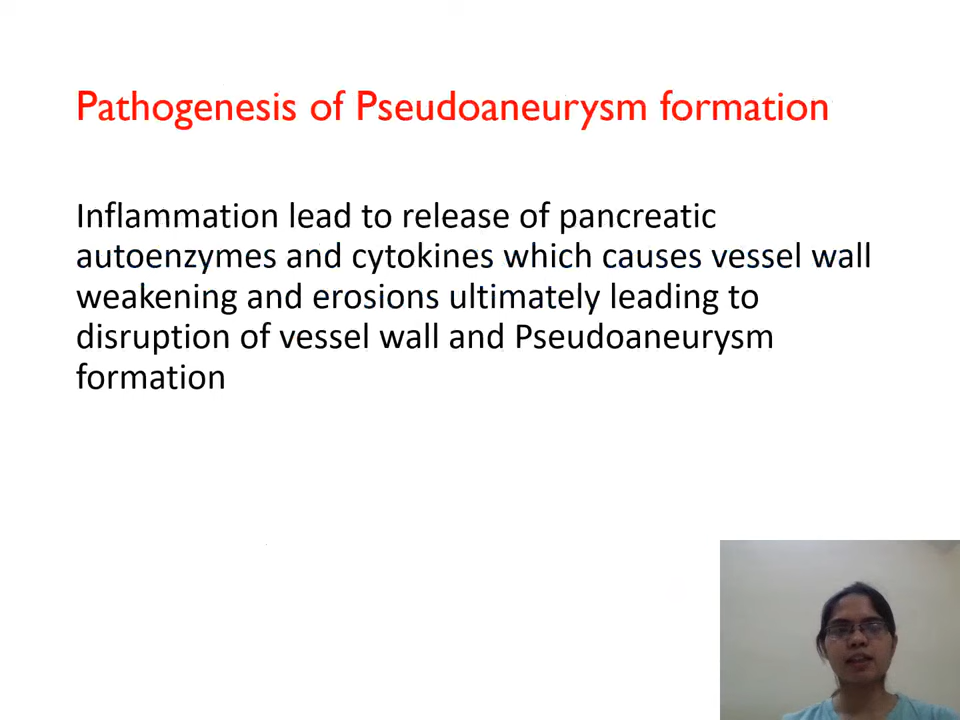 Pathogenesis of Pseudoaneurysm formation
Inflammation lead to release of pancreatic
autoenzymes and cytokines which causes vessel wall
weakening and erosions ultimately leading to
disruption of vessel wall and Pseudoaneurysm
formation